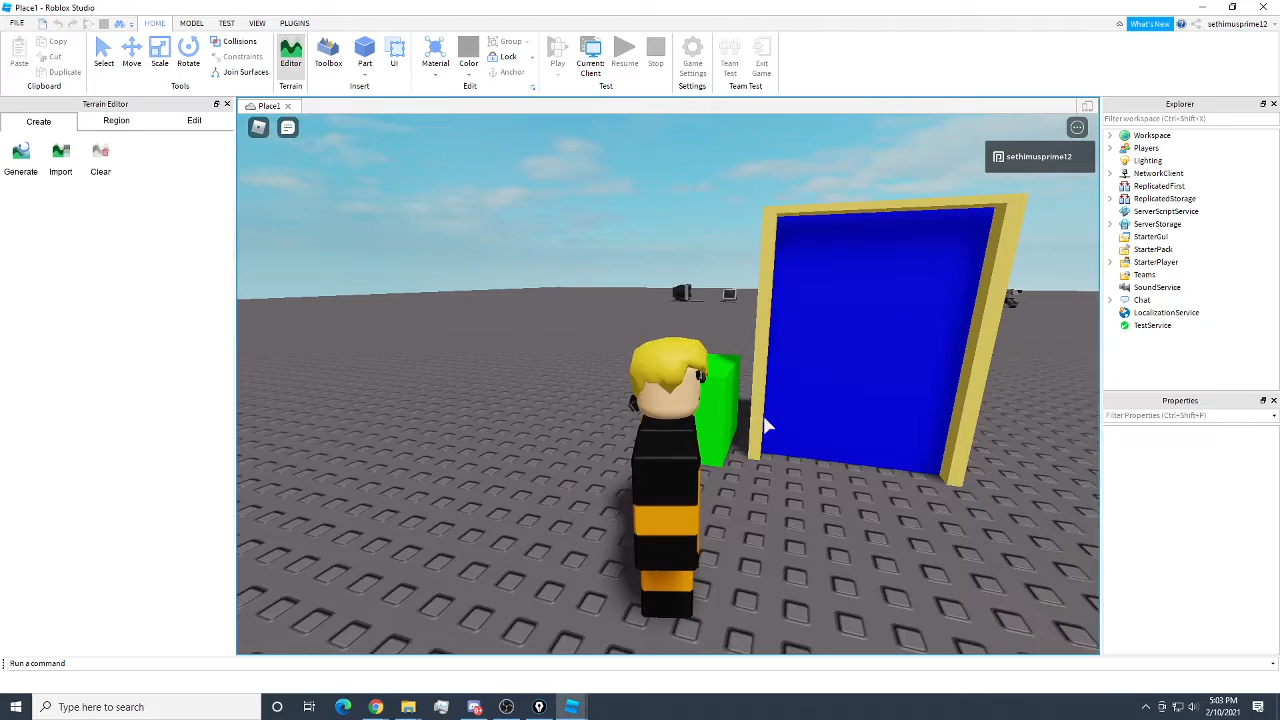 Place1 - Roblox Studio
FILE HOME MODEL TEST VIEW PLUGINS What's New sethimusprime12
Paste Copy Cut Duplicate Select Move Scale Rotate Collisions Constraints Join Surfaces Editor Toolbox Part UI Material Color Group Lock Anchor Play Current: Client Resume Stop Game Settings Team Test Exit Game
Clipboard Tools Terrain Insert Edit Test Settings Team Test
Terrain Editor
Create Region Edit
Generate Import Clear
Place1
sethimusprime12
Explorer
Filter workspace (Ctrl+Shift+X)
Workspace
Players
Lighting
NetworkClient
ReplicatedFirst
ReplicatedStorage
ServerScriptService
ServerStorage
StarterGui
StarterPack
StarterPlayer
Teams
SoundService
Chat
LocalizationService
TestService
Properties
Filter Properties (Ctrl+Shift+P)
Run a command
Type here to search
5:03 PM
2/10/2021